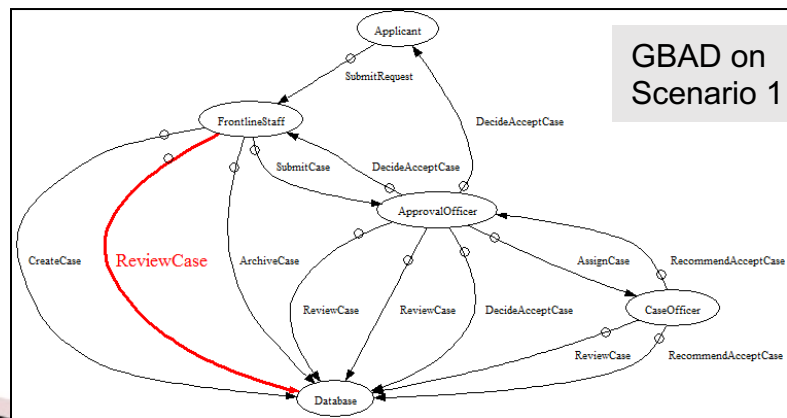 Applicant
GBAD on
Scenario 1
SubmitRequest
FrontlineStaff
DecideAcceptCase
SubmitCase
DecideAcceptCase
ApprovalOfficer
CreateCase
ReviewCase
ArchiveCase
AssignCase
RecommendAcceptCase
ReviewCase
ReviewCase
DecideAcceptCase
CaseOfficer
ReviewCase
RecommendAcceptCase
Database